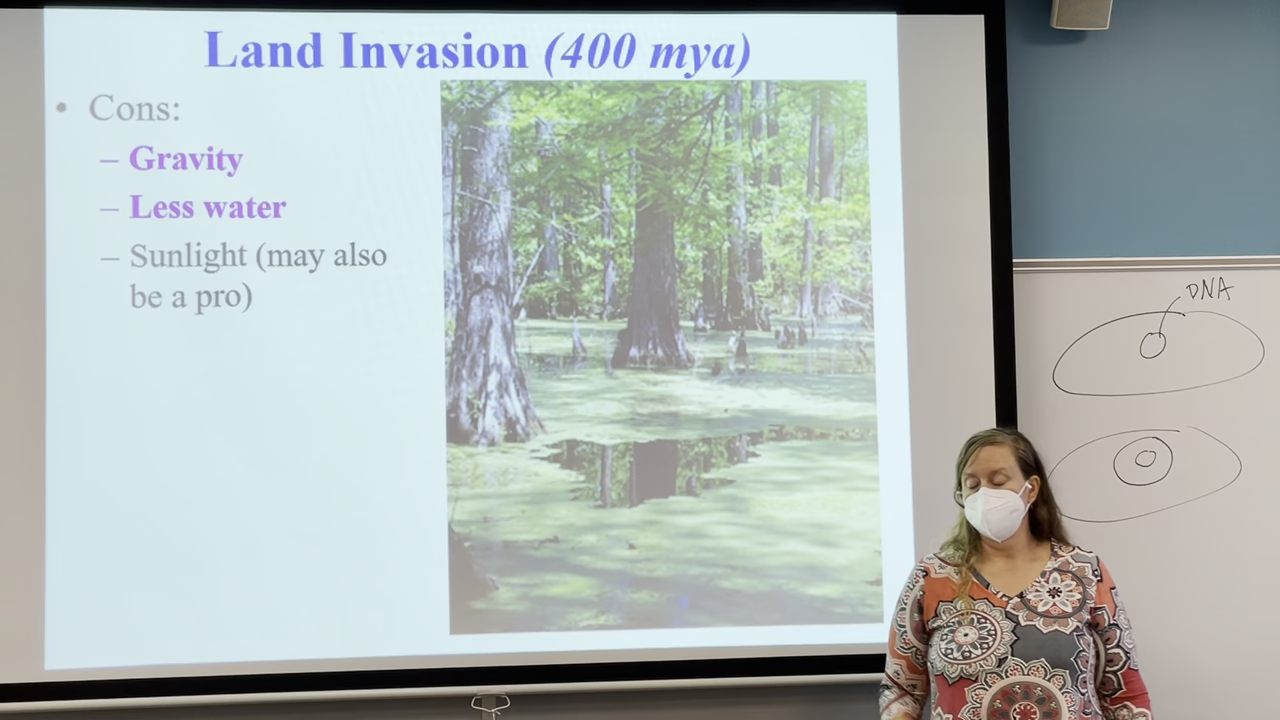 Land Invasion (400 mya)
• Cons:
– Gravity
– Less water
– Sunlight (may also
be a pro)
DNA